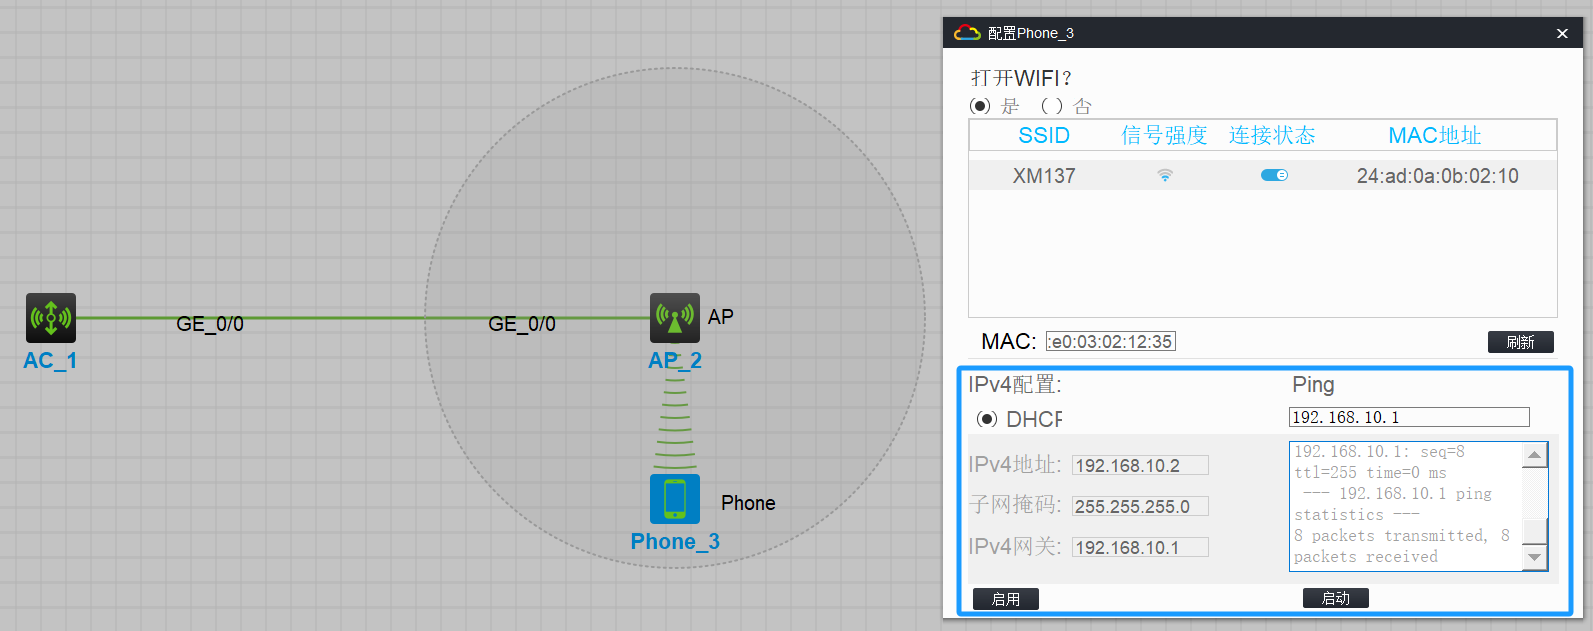 配置Phone_3
打开WIFI?
是 否
SSID 信号强度 连接状态 MAC地址
XM137 24:ad:0a:0b:02:10
GE_0/0 GE_0/0 AP
AC_1 AP_2
MAC: :e0:03:02:12:35 刷新
IPv4配置: Ping
DHCP 192.168.10.1
192.168.10.1: seq=8
IPv4地址: 192.168.10.2 ttl=255 time=0 ms
--- 192.168.10.1 ping
子网掩码: 255.255.255.0 statistics ---
8 packets transmitted, 8
IPv4网关: 192.168.10.1 packets received
Phone
Phone_3
启用 启动